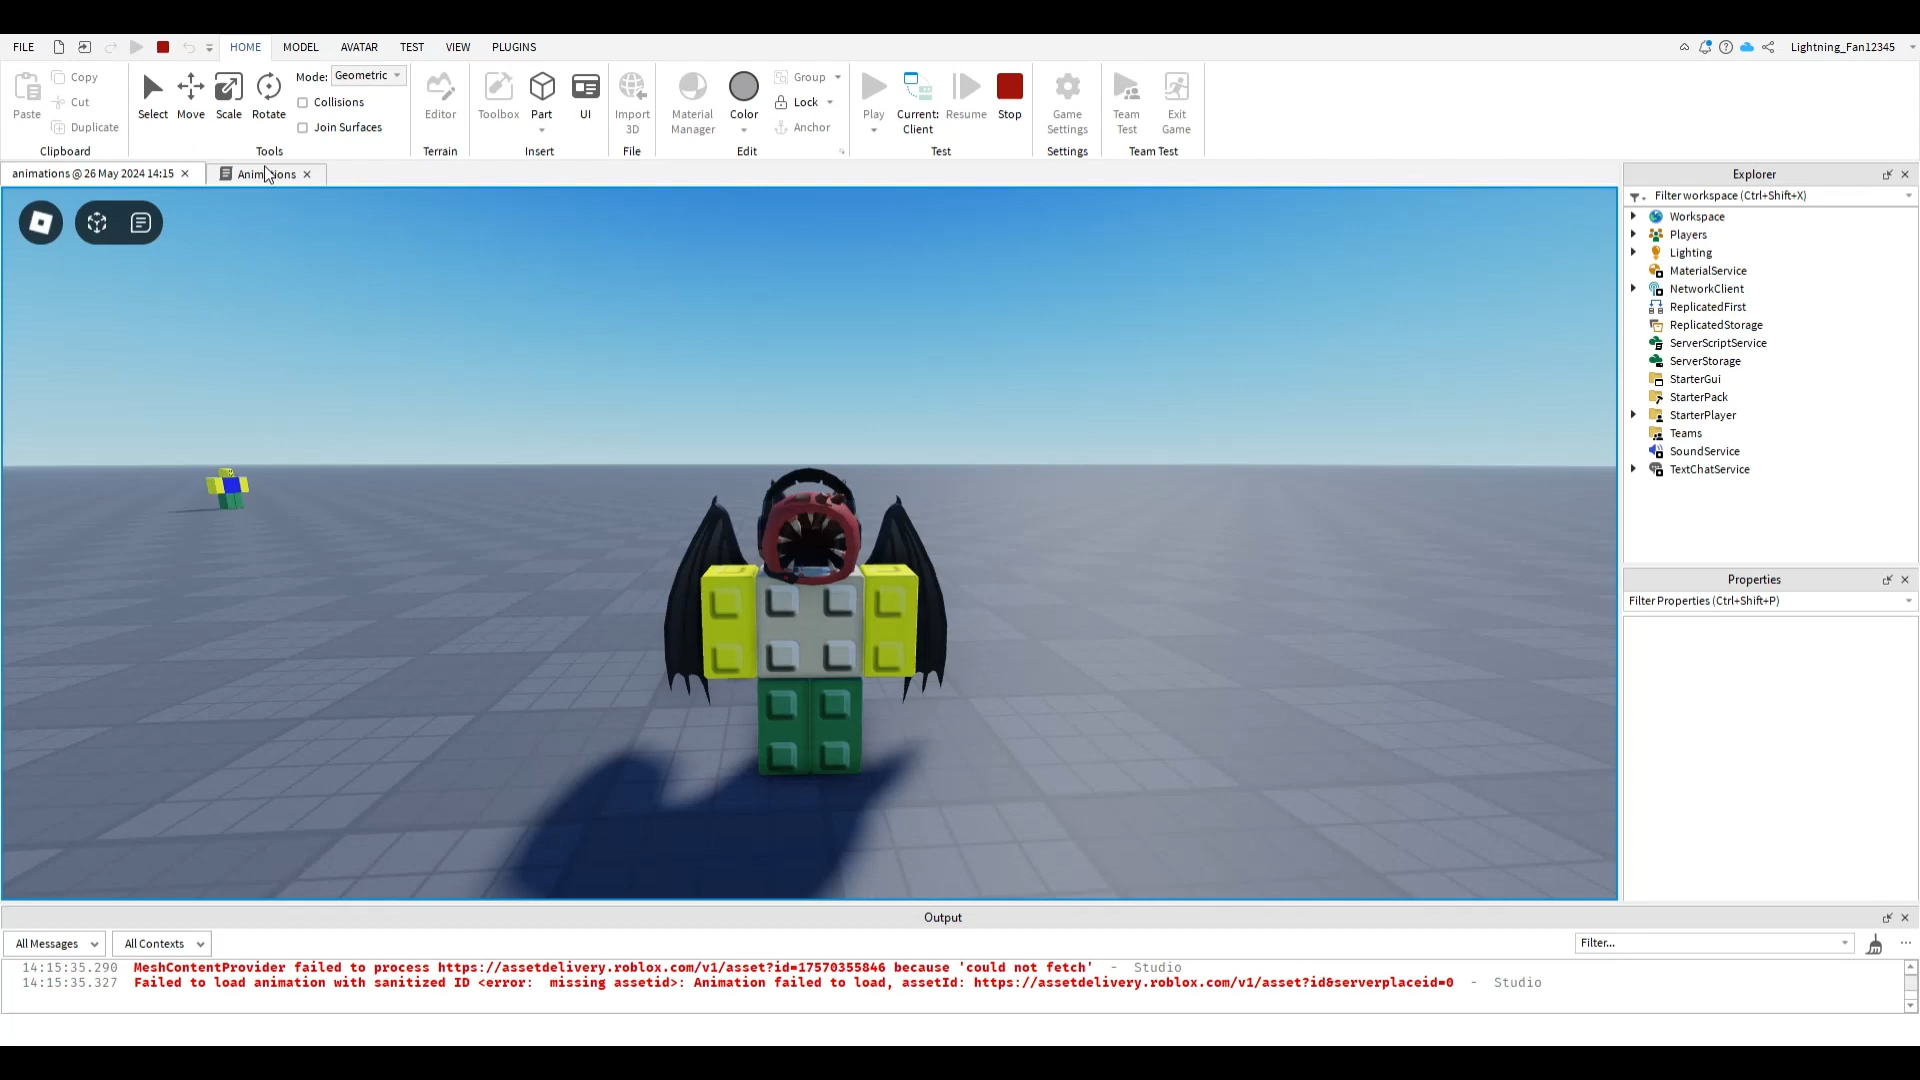 FILE HOME MODEL AVATAR TEST VIEW PLUGINS Lightning_Fan12345
Copy
Cut
Duplicate
Paste
Clipboard
Select Move Scale Rotate
Mode: Geometric
Collisions
Join Surfaces
Tools
Editor
Terrain
Toolbox Part UI
Insert
Import
3D
File
Material
Manager
Color
Group
Lock
Anchor
Edit
Play
Current:
Client
Resume Stop
Test
Game
Settings
Settings
Team
Test
Exit
Game
Team Test
animations @ 26 May 2024 14:15
Animations
Explorer
Filter workspace (Ctrl+Shift+X)
Workspace
Players
Lighting
MaterialService
NetworkClient
ReplicatedFirst
ReplicatedStorage
ServerScriptService
ServerStorage
StarterGui
StarterPack
StarterPlayer
Teams
SoundService
TextChatService
Properties
Filter Properties (Ctrl+Shift+P)
Output
All Messages All Contexts Filter...
14:15:35.290 MeshContentProvider failed to process https://assetdelivery.roblox.com/v1/asset?id=17570355846 because 'could not fetch' - Studio
14:15:35.327 Failed to load animation with sanitized ID <error: missing assetid>: Animation failed to load, assetId: https://assetdelivery.roblox.com/v1/asset?id&serverplaceid=0 - Studio